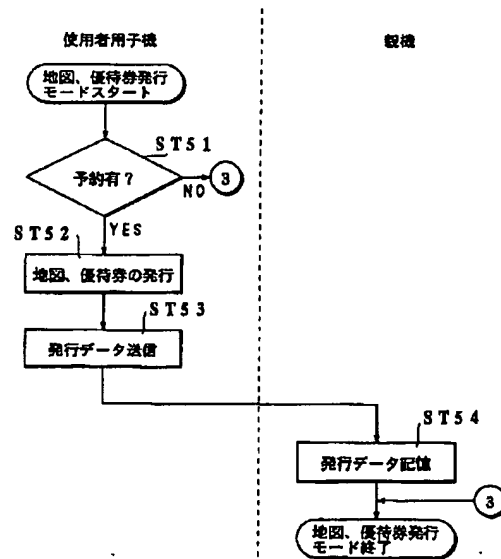 使用者用子機
親機
地図、優待券発行
モードスタート
ST51
予約有?
NO
3
YES
ST52
地図、優待券の発行
ST53
発行データ送信
ST54
発行データ記憶
3
地図、優待券発行
モード終了